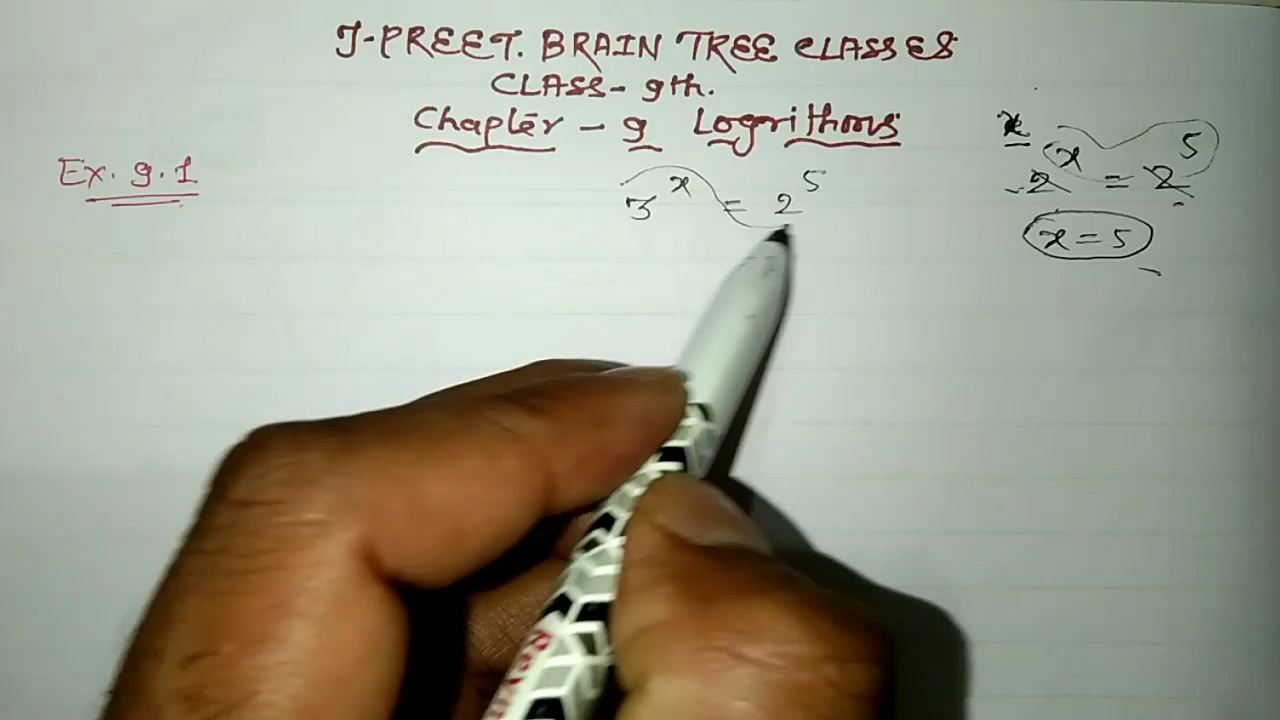 J-PREET. BRAIN TREE CLASSES
CLASS- 9th.
Chapter - 9 Logrithms
Ex. 9.1
3^x = 2^5
x
2^x = 2^5
x = 5